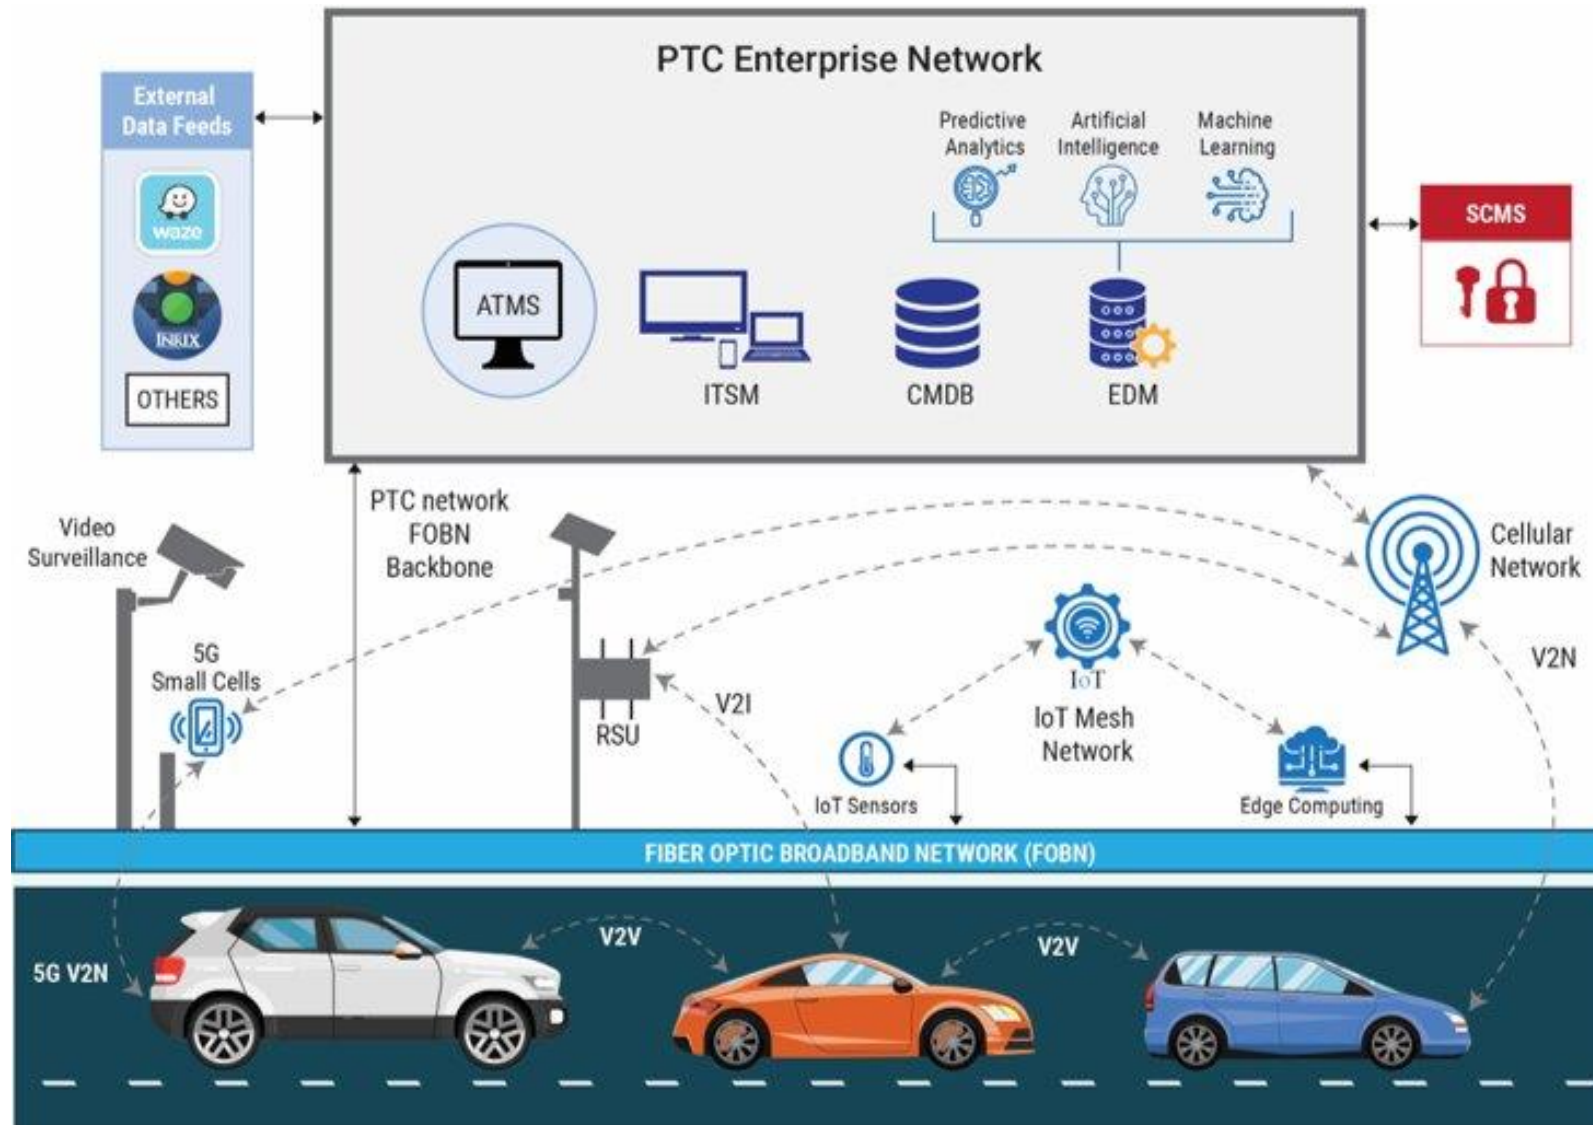 PTC Enterprise Network
External
Data Feeds
waze
INRIX
OTHERS
Predictive
Analytics
Artificial
Intelligence
Machine
Learning
ATMS
ITSM
CMDB
EDM
SCMS
PTC network
FOBN
Backbone
Video
Surveillance
5G
Small Cells
RSU
V2I
IoT
IoT Mesh
Network
IoT Sensors
Edge Computing
Cellular
Network
V2N
FIBER OPTIC BROADBAND NETWORK (FOBN)
5G V2N
V2V
V2V